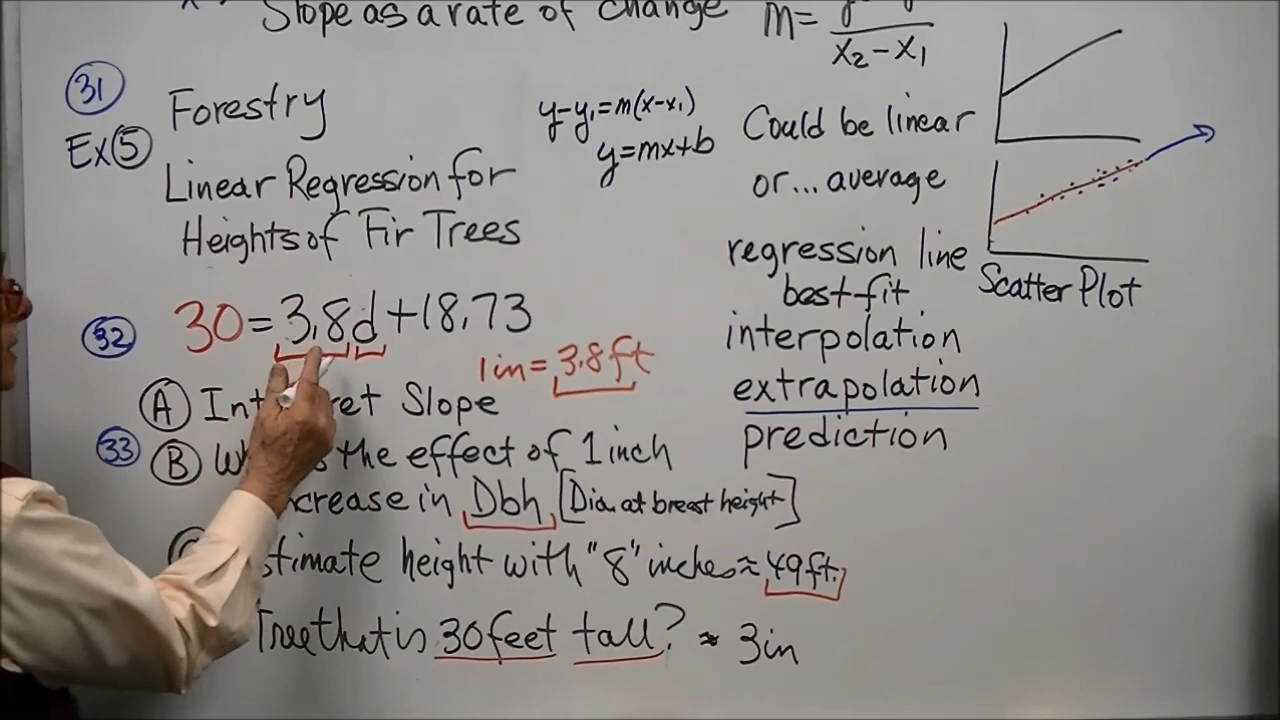 Slope as a rate of change
m =
x₂-x₁
31
Forestry
Ex 5
Linear Regression for
Heights of Fir Trees
y-y₁=m(x-x₁)
y=mx+b
Could be linear
or... average
regression line
best-fit
interpolation
extrapolation
prediction
Scatter Plot
32
30=3.8d+18.73
1in=3.8ft
A Slope
33
B the effect of 1 inch
in Dbh [Dia. at breast height]
height with "8" inches≈49ft.
Tree that is 30 feet tall? ≈ 3in